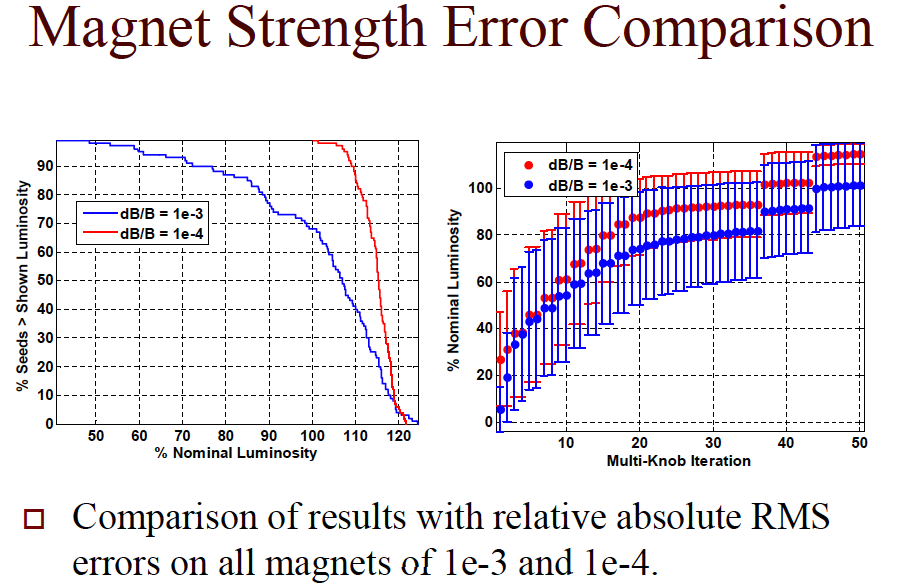 Magnet Strength Error Comparison
% Seeds > Shown Luminosity
90
80
70
60
50
40
30
20
10
0
dB/B = 1e-3
dB/B = 1e-4
50 60 70 80 90 100 110 120
% Nominal Luminosity
% Nominal Luminosity
100
80
60
40
20
0
dB/B = 1e-4
dB/B = 1e-3
10 20 30 40 50
Multi-Knob Iteration
Comparison of results with relative absolute RMS
errors on all magnets of 1e-3 and 1e-4.